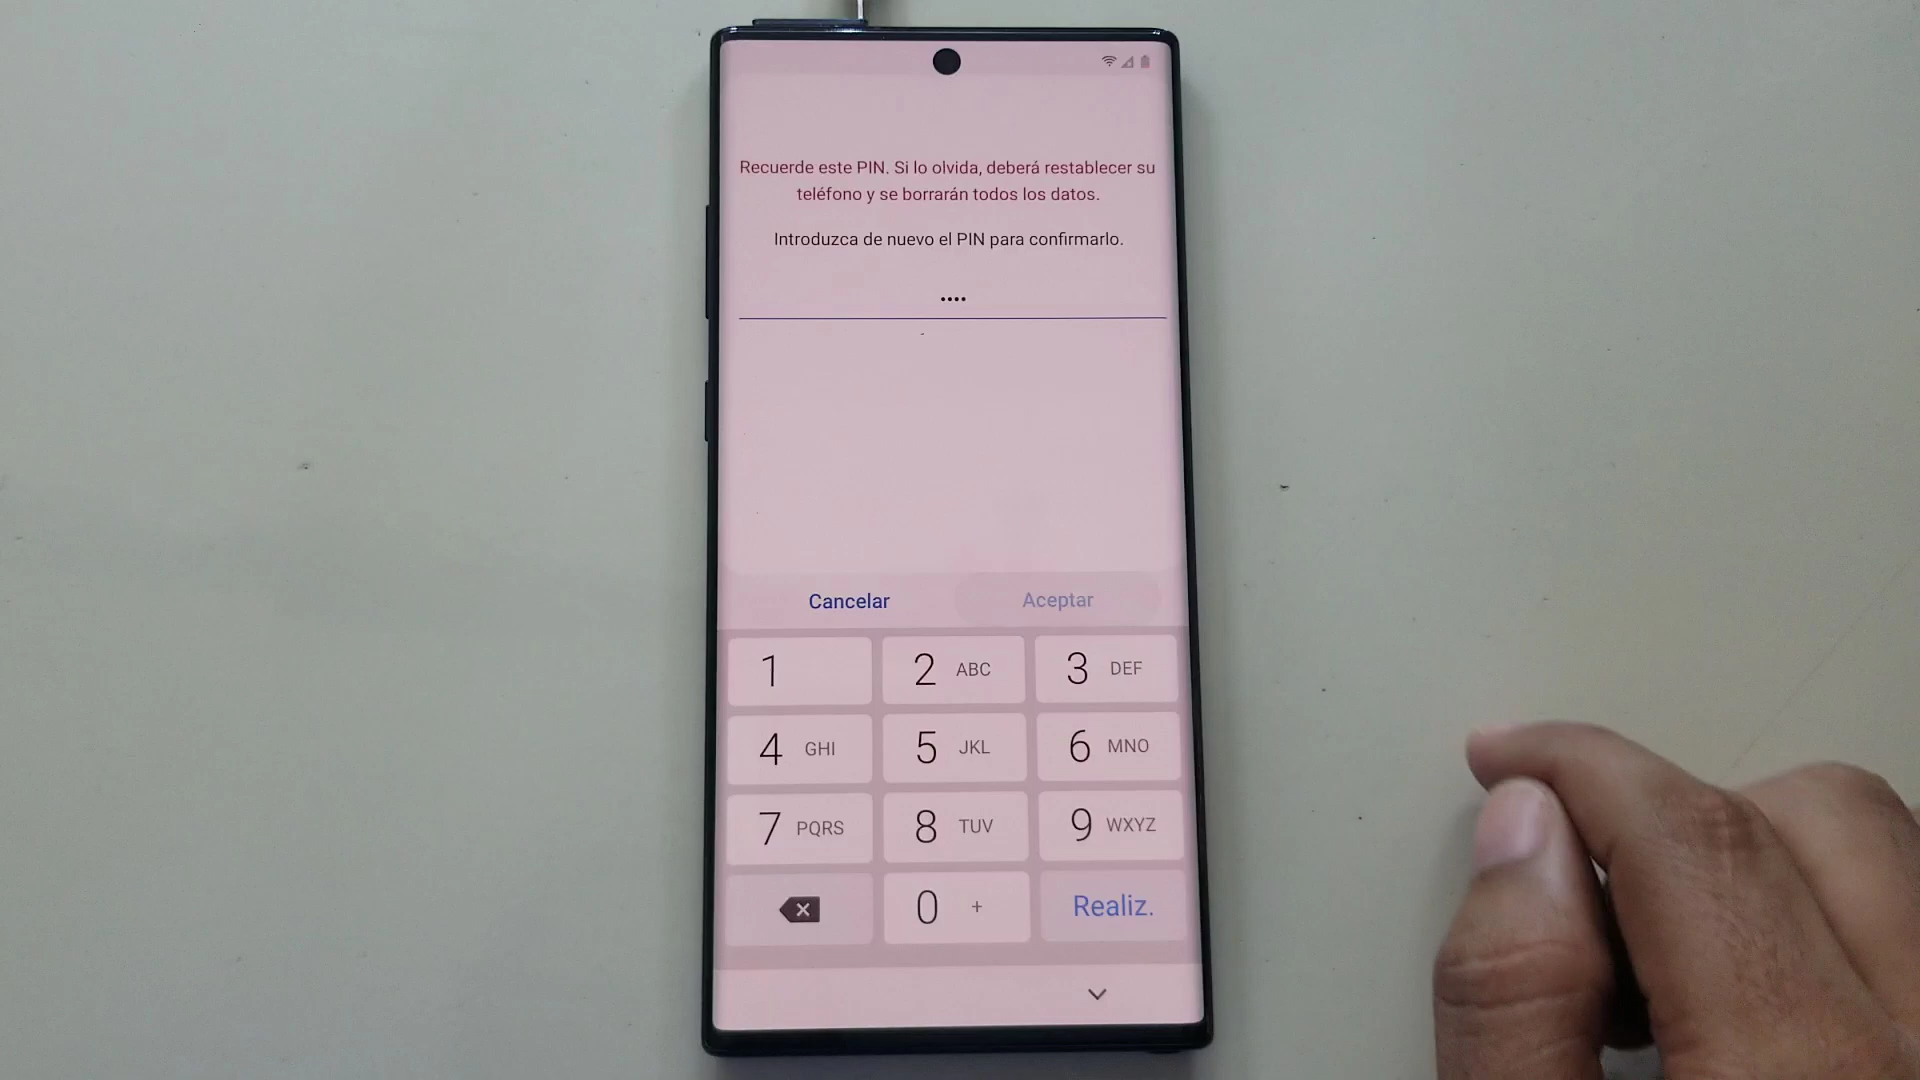 Recuerde este PIN. Si lo olvida, deberá restablecer su
teléfono y se borrarán todos los datos.
Introduzca de nuevo el PIN para confirmarlo.
••••
Cancelar Aceptar
1 2 ABC 3 DEF
4 GHI 5 JKL 6 MNO
7 PQRS 8 TUV 9 WXYZ
0 + Realiz.